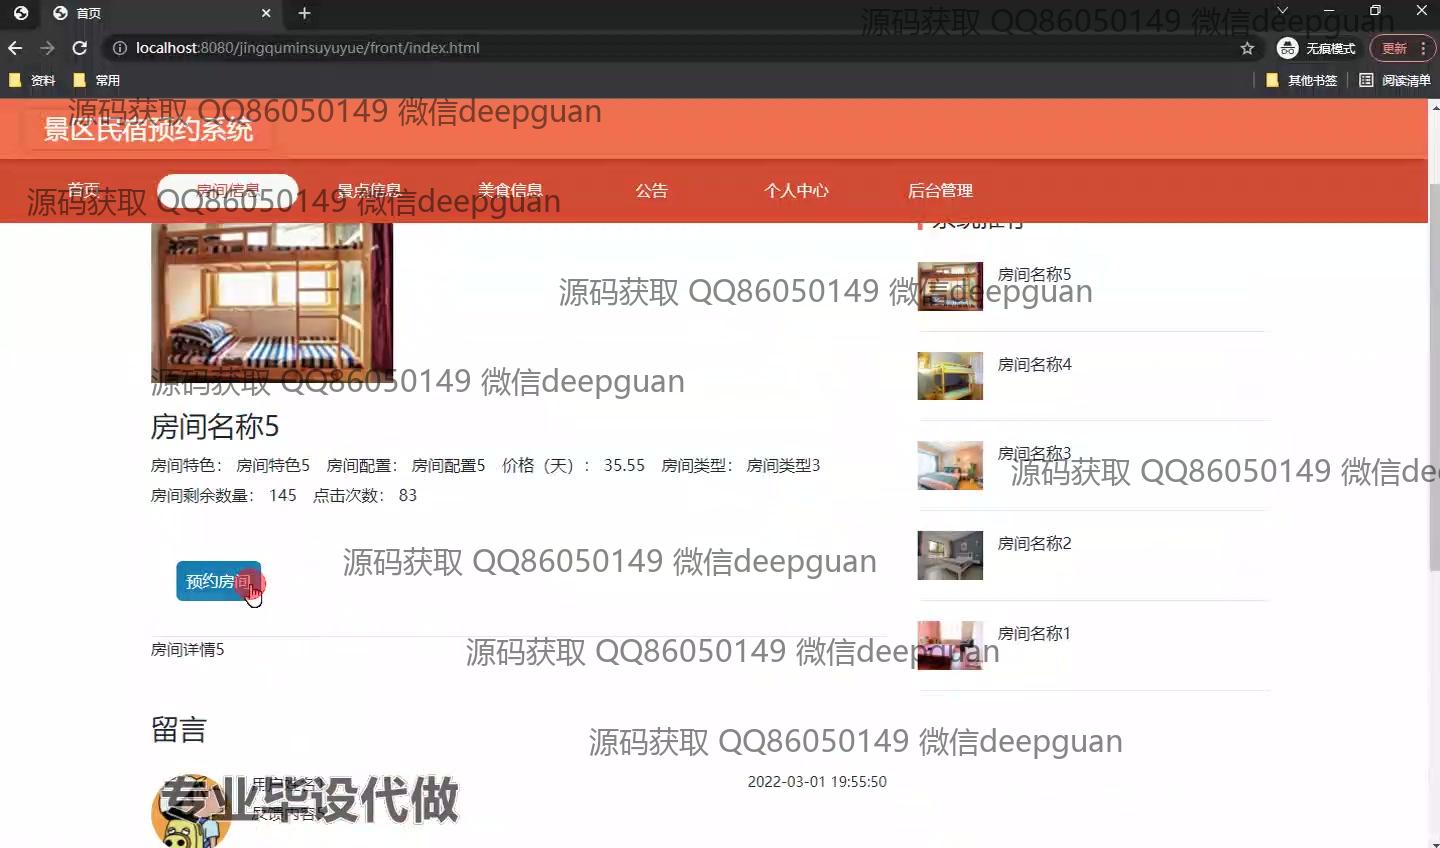 首页
源码获取 QQ86050149 微信deepguan
localhost:8080/jingquminsuyuyue/front/index.html
无痕模式
更新
资料
常用
其他书签
阅读清单
源码获取 QQ86050149 微信deepguan
景区民宿预约系统
首页
房间信息
景点信息
美食信息
公告
个人中心
后台管理
源码获取 QQ86050149 微信deepguan
系统推荐
房间名称5
源码获取 QQ86050149 微信deepguan
房间名称4
源码获取 QQ86050149 微信deepguan
房间名称5
房间名称3
房间特色: 房间特色5 房间配置: 房间配置5 价格（天）: 35.55 房间类型: 房间类型3
源码获取 QQ86050149 微信dee
房间剩余数量: 145 点击次数: 83
房间名称2
源码获取 QQ86050149 微信deepguan
预约房间
房间名称1
房间详情5
源码获取 QQ86050149 微信deepguan
留言
源码获取 QQ86050149 微信deepguan
2022-03-01 19:55:50
专业毕设代做